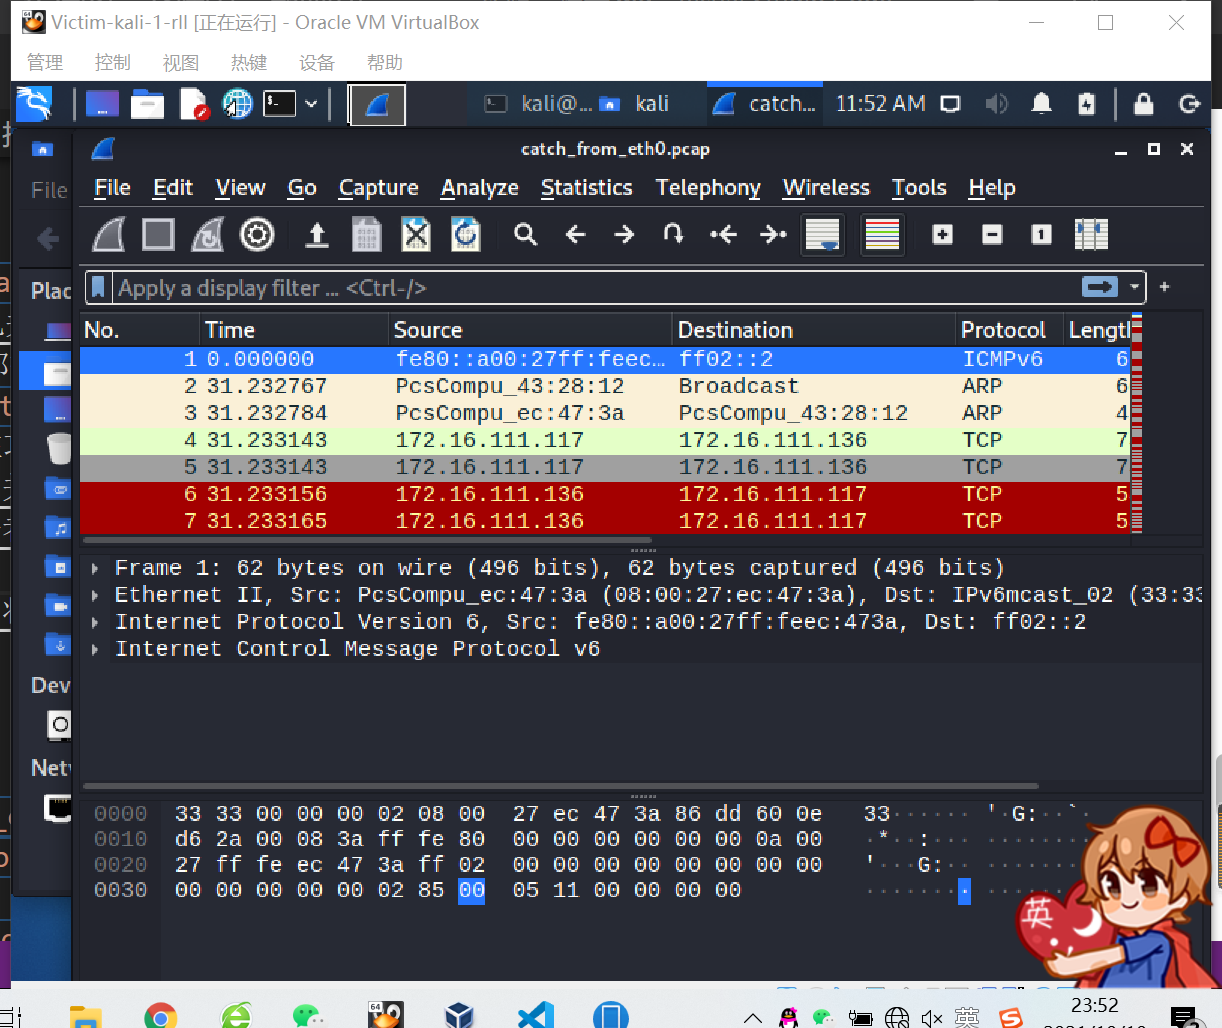 Victim-kali-1-rll [正在运行] - Oracle VM VirtualBox
管理 控制 视图 热键 设备 帮助
kali@... kali catch... 11:52 AM
catch_from_eth0.pcap
File
File Edit View Go Capture Analyze Statistics Telephony Wireless Tools Help
Apply a display filter ... <Ctrl-/>
Plac
No. Time Source Destination Protocol Lengt
1 0.000000 fe80::a00:27ff:feec... ff02::2 ICMPv6 6
2 31.232767 PcsCompu_43:28:12 Broadcast ARP 6
3 31.232784 PcsCompu_ec:47:3a PcsCompu_43:28:12 ARP 4
4 31.233143 172.16.111.117 172.16.111.136 TCP 7
5 31.233143 172.16.111.117 172.16.111.136 TCP 7
6 31.233156 172.16.111.136 172.16.111.117 TCP 5
7 31.233165 172.16.111.136 172.16.111.117 TCP 5
Frame 1: 62 bytes on wire (496 bits), 62 bytes captured (496 bits)
Ethernet II, Src: PcsCompu_ec:47:3a (08:00:27:ec:47:3a), Dst: IPv6mcast_02 (33:33
Internet Protocol Version 6, Src: fe80::a00:27ff:feec:473a, Dst: ff02::2
Internet Control Message Protocol v6
Dev
Netw
0000 33 33 00 00 00 02 08 00 27 ec 47 3a 86 dd 60 0e 33······ '·G:··`·
0010 d6 2a 00 08 3a ff fe 80 00 00 00 00 00 00 0a 00 ·*··:··· ········
0020 27 ff fe ec 47 3a ff 02 00 00 00 00 00 00 00 00 '···G:·· ········
0030 00 00 00 00 00 02 85 00 05 11 00 00 00 00 ········ ······
英
英
23:52